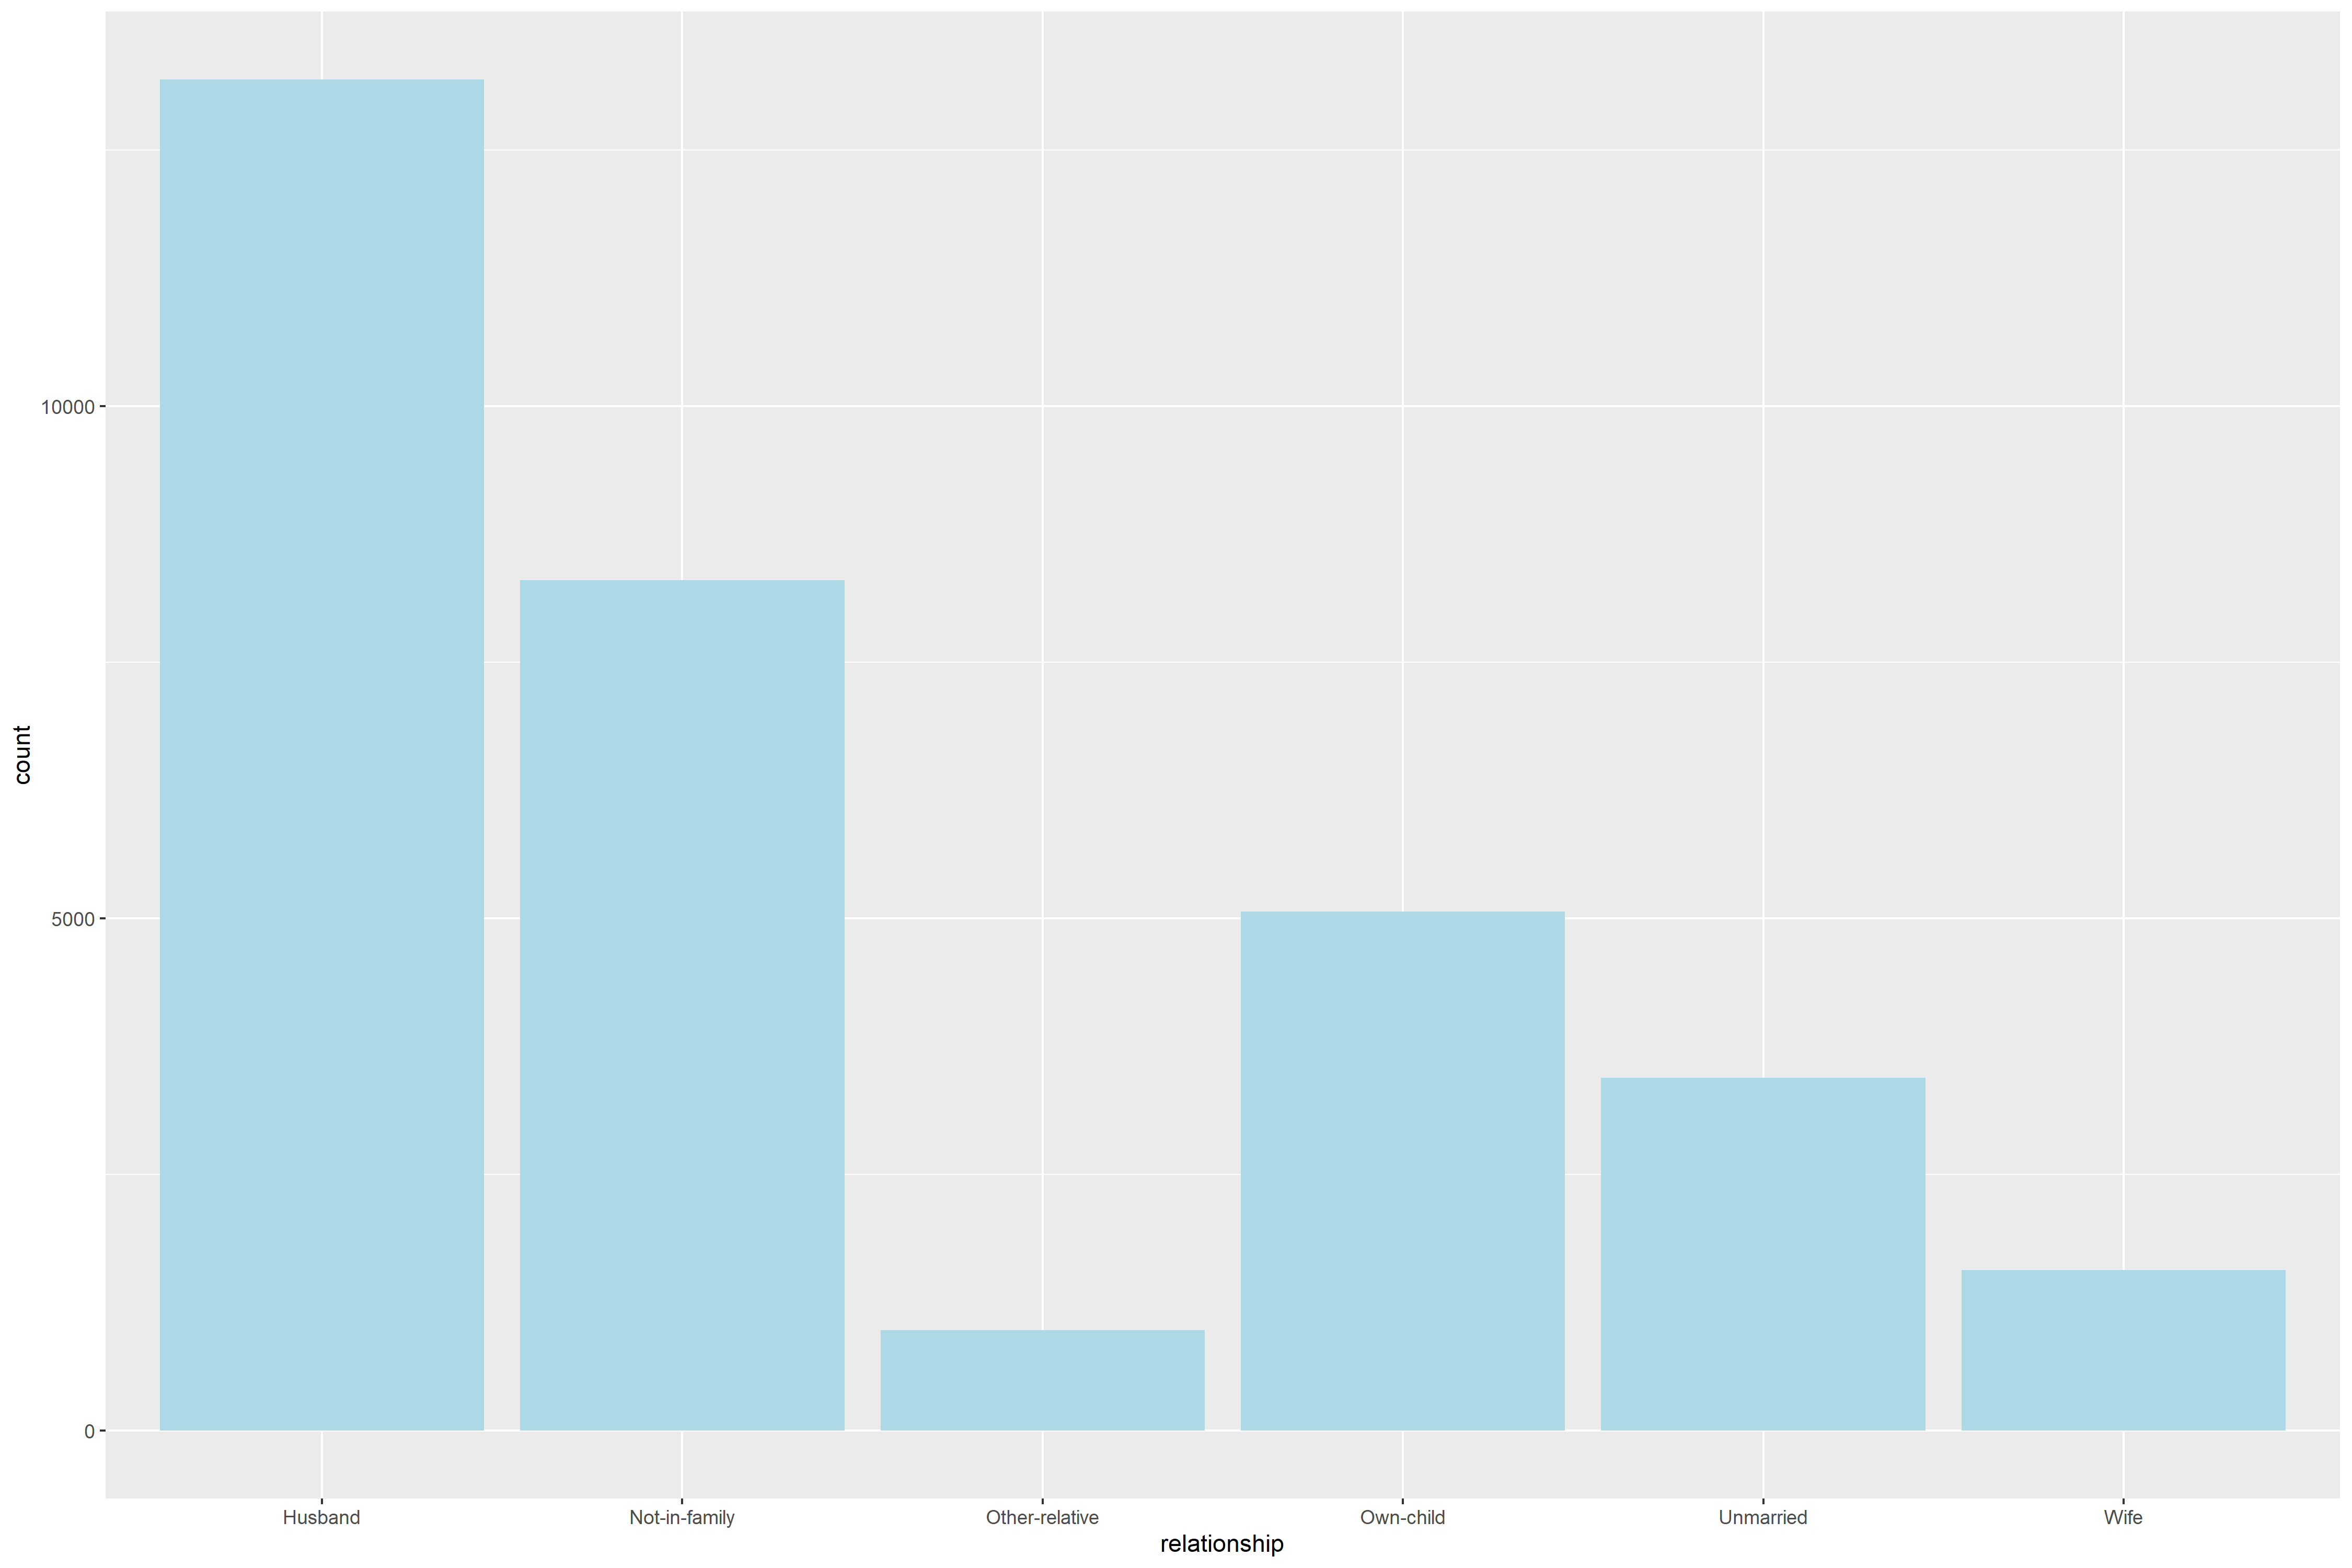 count
10000
5000
0
Husband
Not-in-family
Other-relative
Own-child
Unmarried
Wife
relationship